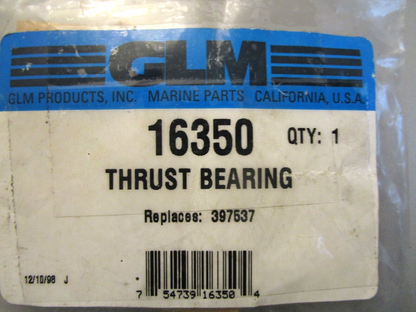 GLM
GLM PRODUCTS, INC. MARINE PARTS CALIFORNIA, U.S.A.
16350 QTY: 1
THRUST BEARING
Replaces: 397537
12/10/98 J
7 54739 16350 4